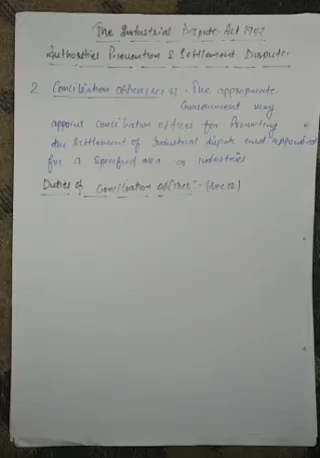 The Industrial Dispute Act 1947
Authorities Prevention & Settlement Dispute.
2. Conciliation officer (sec 4) - The appropriate
Government may
appoint conciliation officer for Promoting
the Settlement of Industrial dispute and appointed
for a Specified area or industries
Duties of Conciliation officer :- (Sec.12)